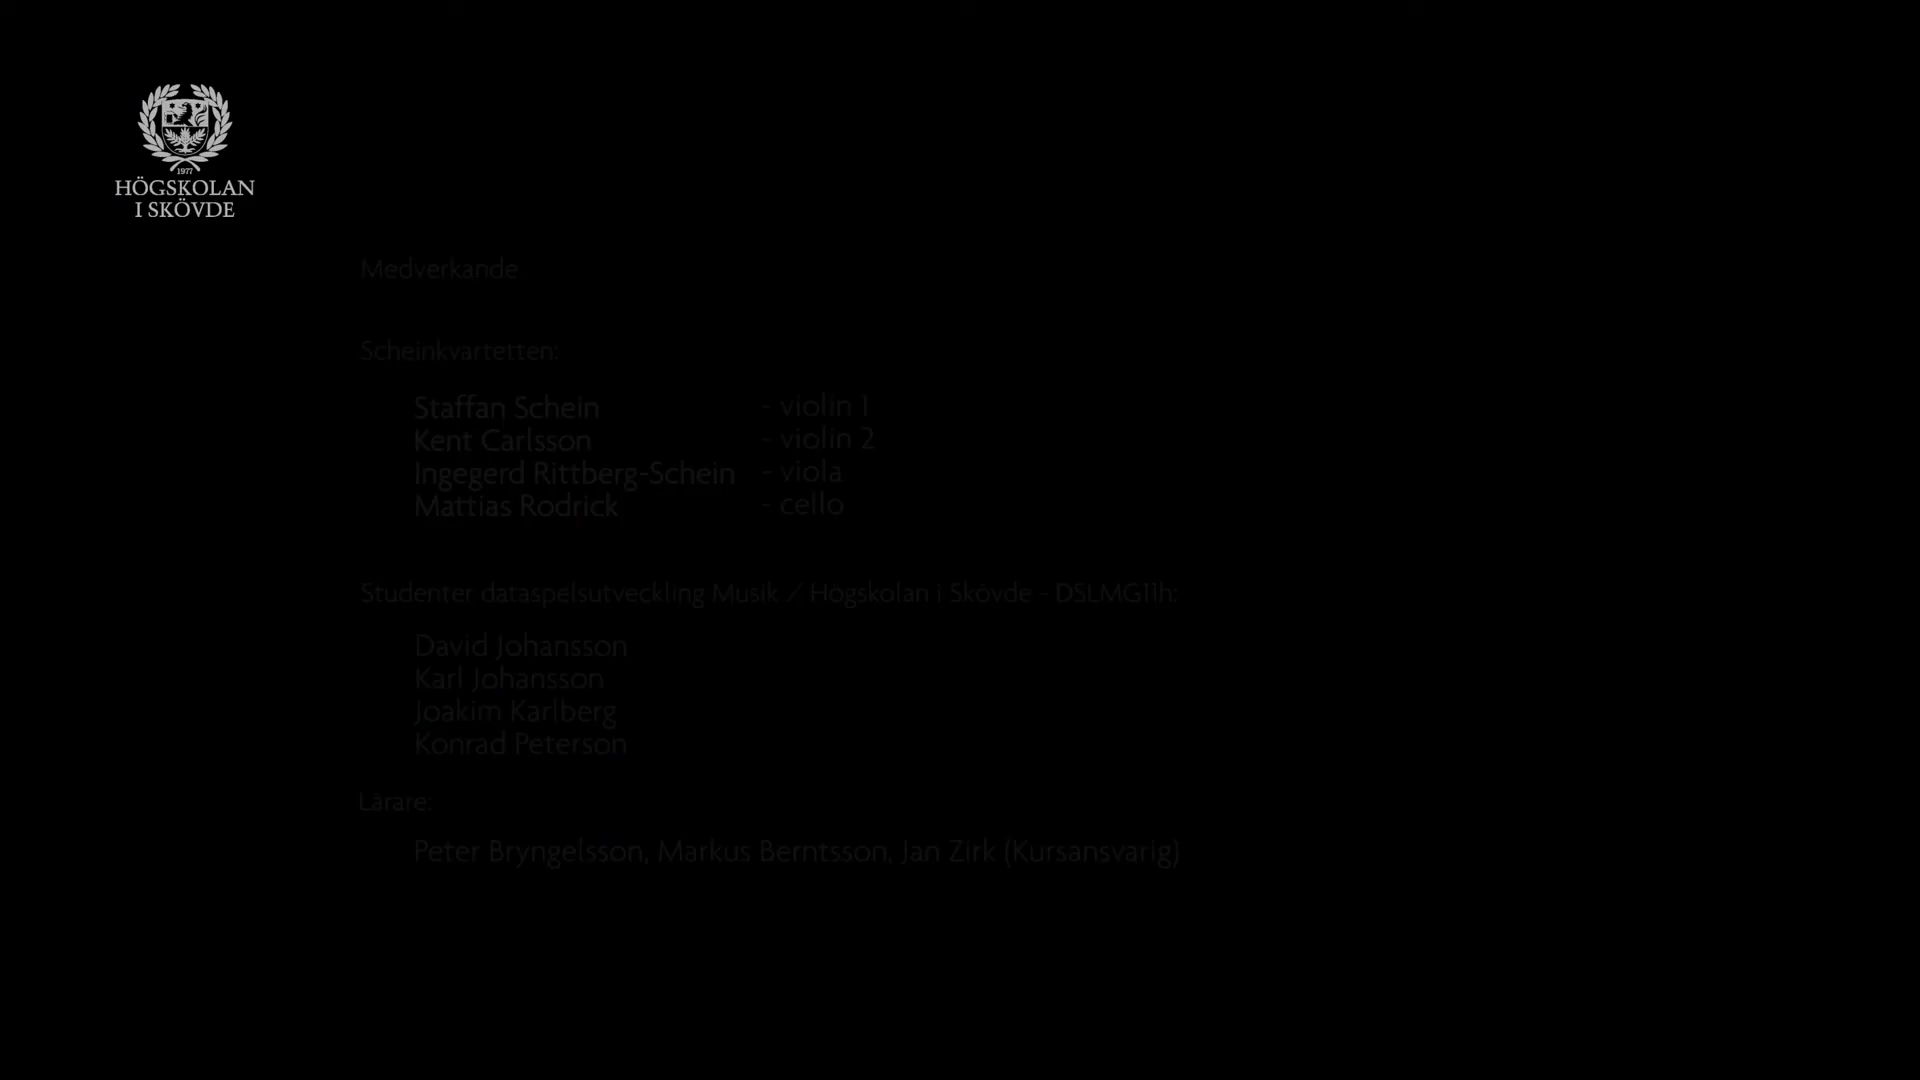 1977
HÖGSKOLAN
I SKÖVDE
Medverkande
Scheinkvartetten:
Staffan Schein - violin 1
Kent Carlsson - violin 2
Ingegerd Rittberg-Schein - viola
Mattias Rodrick - cello
Studenter dataspelsutveckling Musik / Högskolan i Skövde - DSLMG11h:
David Johansson
Karl Johansson
Joakim Karlberg
Konrad Peterson
Lärare:
Peter Bryngelsson, Markus Berntsson, Jan Zirk (Kursansvarig)